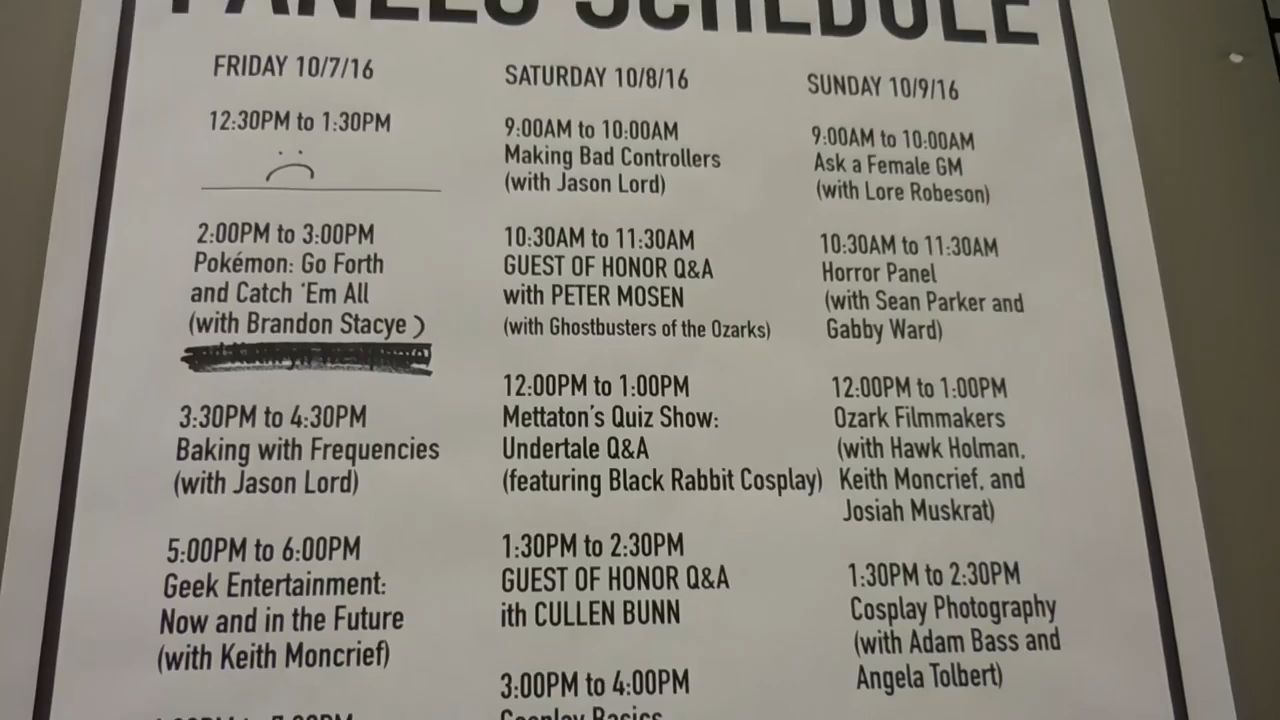 PANELS SCHEDULE
FRIDAY 10/7/16
12:30PM to 1:30PM
2:00PM to 3:00PM
Pokémon: Go Forth
and Catch 'Em All
(with Brandon Stacye )
3:30PM to 4:30PM
Baking with Frequencies
(with Jason Lord)
5:00PM to 6:00PM
Geek Entertainment:
Now and in the Future
(with Keith Moncrief)
SATURDAY 10/8/16
9:00AM to 10:00AM
Making Bad Controllers
(with Jason Lord)
10:30AM to 11:30AM
GUEST OF HONOR Q&A
with PETER MOSEN
(with Ghostbusters of the Ozarks)
12:00PM to 1:00PM
Mettaton's Quiz Show:
Undertale Q&A
(featuring Black Rabbit Cosplay)
1:30PM to 2:30PM
GUEST OF HONOR Q&A
ith CULLEN BUNN
3:00PM to 4:00PM
Cosplay Basics
SUNDAY 10/9/16
9:00AM to 10:00AM
Ask a Female GM
(with Lore Robeson)
10:30AM to 11:30AM
Horror Panel
(with Sean Parker and
Gabby Ward)
12:00PM to 1:00PM
Ozark Filmmakers
(with Hawk Holman,
Keith Moncrief, and
Josiah Muskrat)
1:30PM to 2:30PM
Cosplay Photography
(with Adam Bass and
Angela Tolbert)